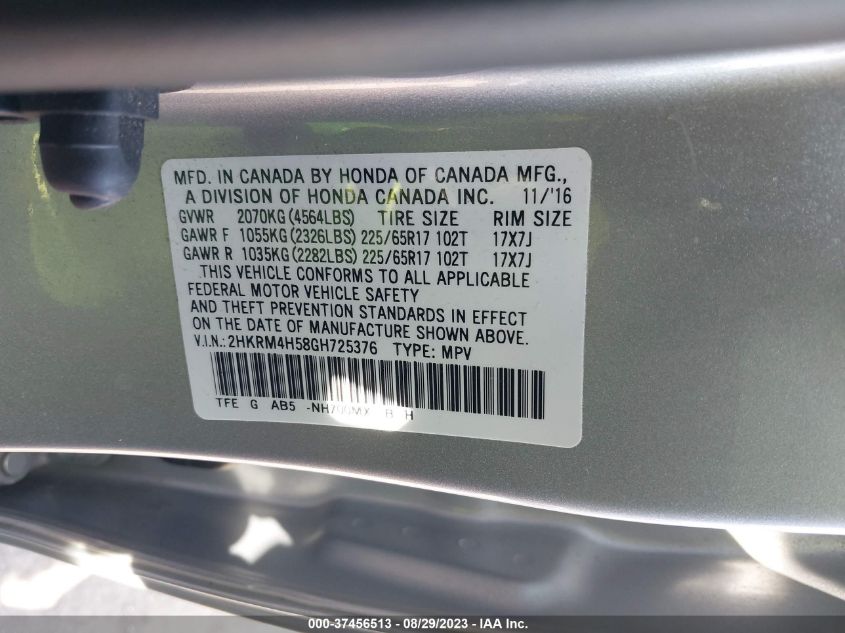 MFD. IN CANADA BY HONDA OF CANADA MFG.,
A DIVISION OF HONDA CANADA INC. 11/'16
GVWR 2070KG (4564LBS) TIRE SIZE RIM SIZE
GAWR F 1055KG (2326LBS) 225/65R17 102T 17X7J
GAWR R 1035KG (2282LBS) 225/65R17 102T 17X7J
THIS VEHICLE CONFORMS TO ALL APPLICABLE
FEDERAL MOTOR VEHICLE SAFETY
AND THEFT PREVENTION STANDARDS IN EFFECT
ON THE DATE OF MANUFACTURE SHOWN ABOVE.
V.I.N.: 2HKRM4H58GH725376 TYPE: MPV
TFE G AB5 -NH700MX B H
000-37456513 - 08/29/2023 - IAA Inc.